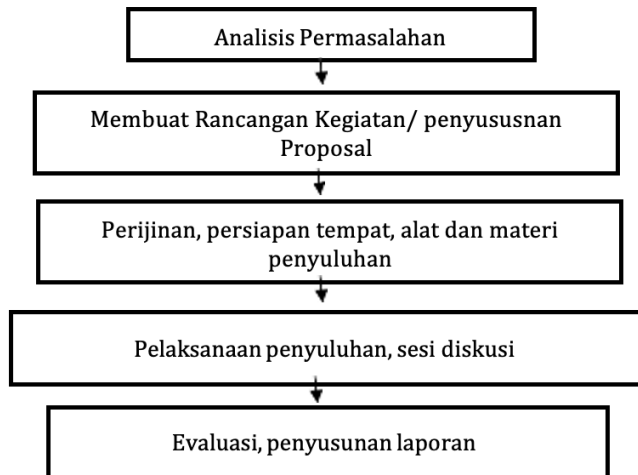 Analisis Permasalahan
Membuat Rancangan Kegiatan/ penyususnan
Proposal
Perijinan, persiapan tempat, alat dan materi
penyuluhan
Pelaksanaan penyuluhan, sesi diskusi
Evaluasi, penyusunan laporan